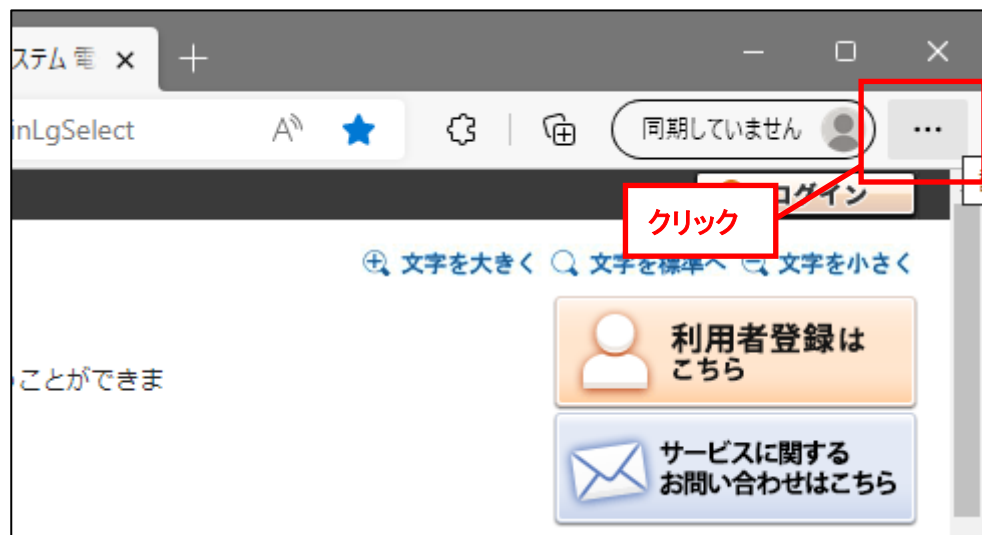 ステム 電
inLgSelect
同期していません
ログイン
クリック
文字を大きく 文字を標準へ 文字を小さく
利用者登録は
こちら
ことができま
サービスに関する
お問い合わせはこちら